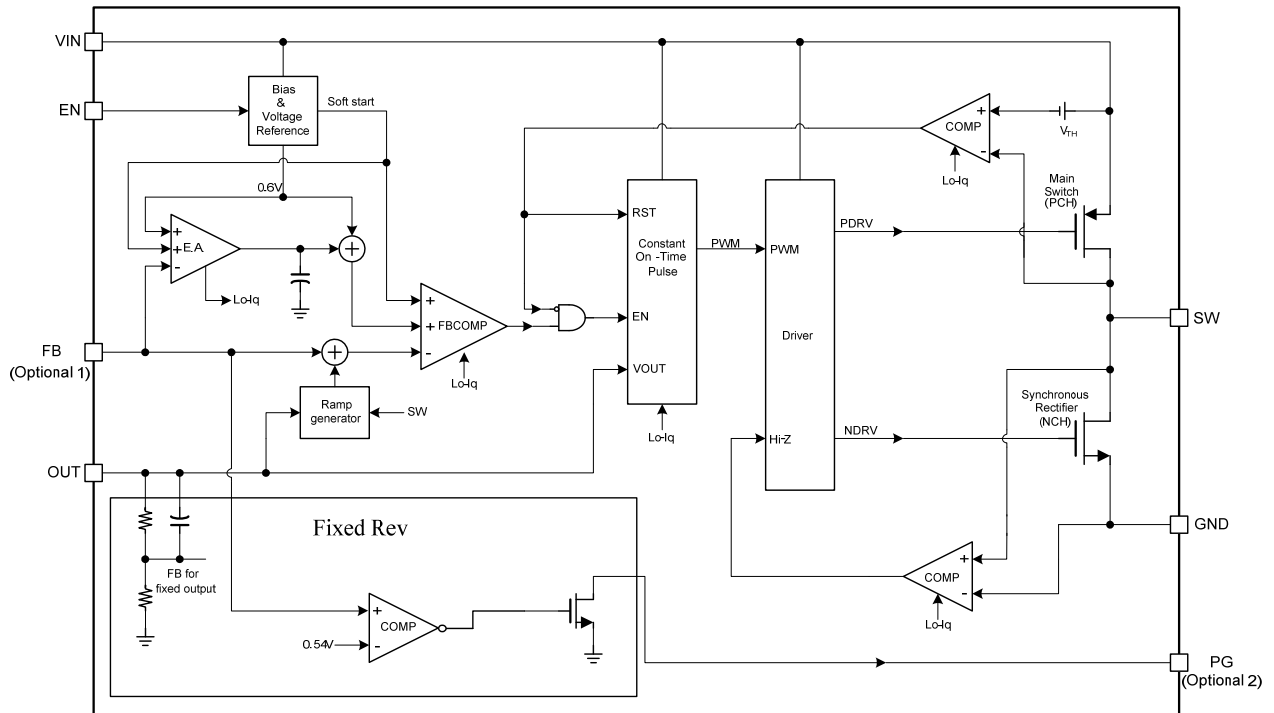 VIN
EN
Bias
&
Voltage
Reference
Soft start
0.6V
+
+
-
E.A.
Lo-Iq
+
+
+
-
FBCOMP
Lo-Iq
FB
(Optional 1)
+
Ramp
generator
SW
OUT
RST
Constant
On -Time
Pulse
EN
VOUT
PWM
Lo-Iq
PWM
Driver
Hi-Z
PDRV
NDRV
+
-
COMP
Lo-Iq
VTH
Main
Switch
(PCH)
SW
Synchronous
Rectifier
(NCH)
GND
+
-
COMP
Lo-Iq
Fixed Rev
FB for
fixed output
+
-
COMP
0.54V
PG
(Optional 2)